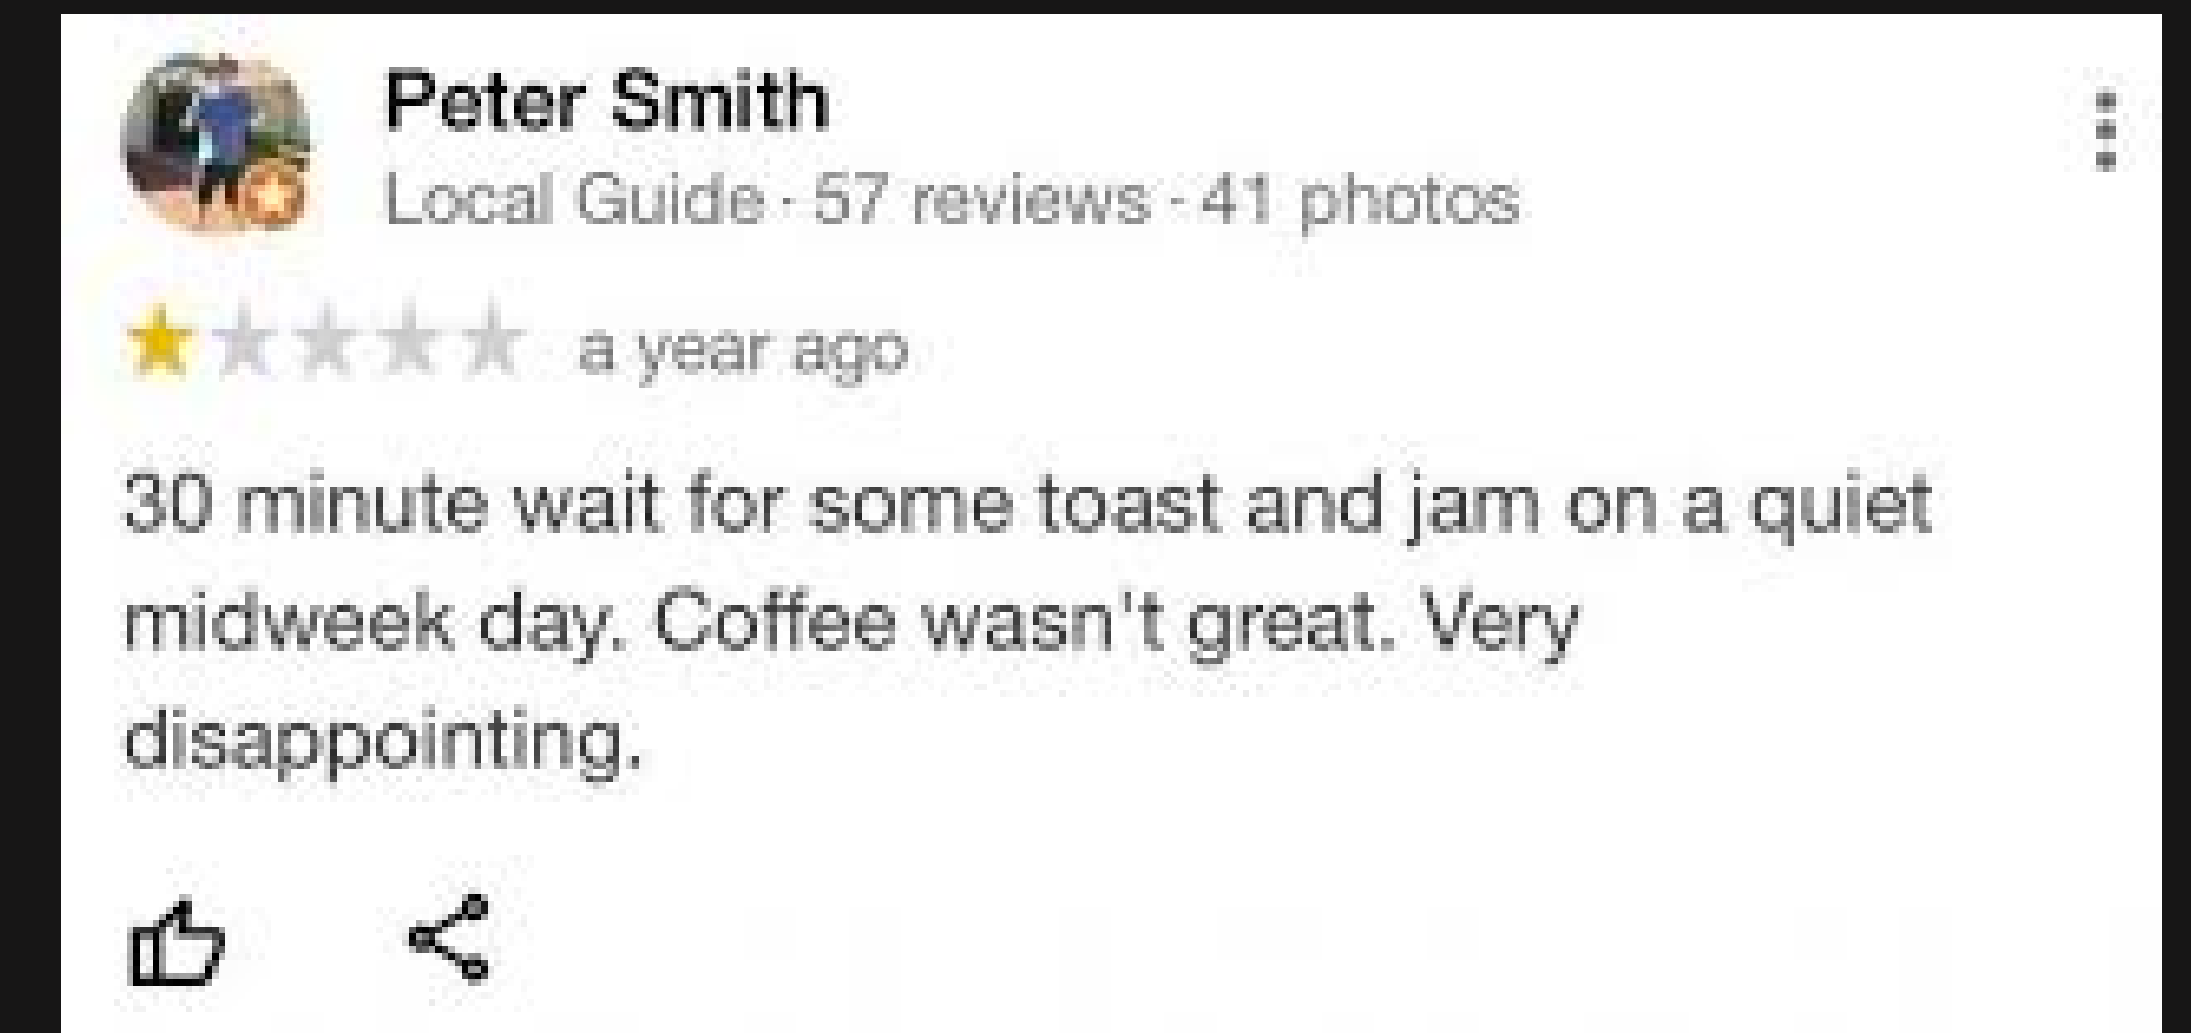 Peter Smith
Local Guide · 57 reviews · 41 photos
a year ago
30 minute wait for some toast and jam on a quiet
midweek day. Coffee wasn't great. Very
disappointing.